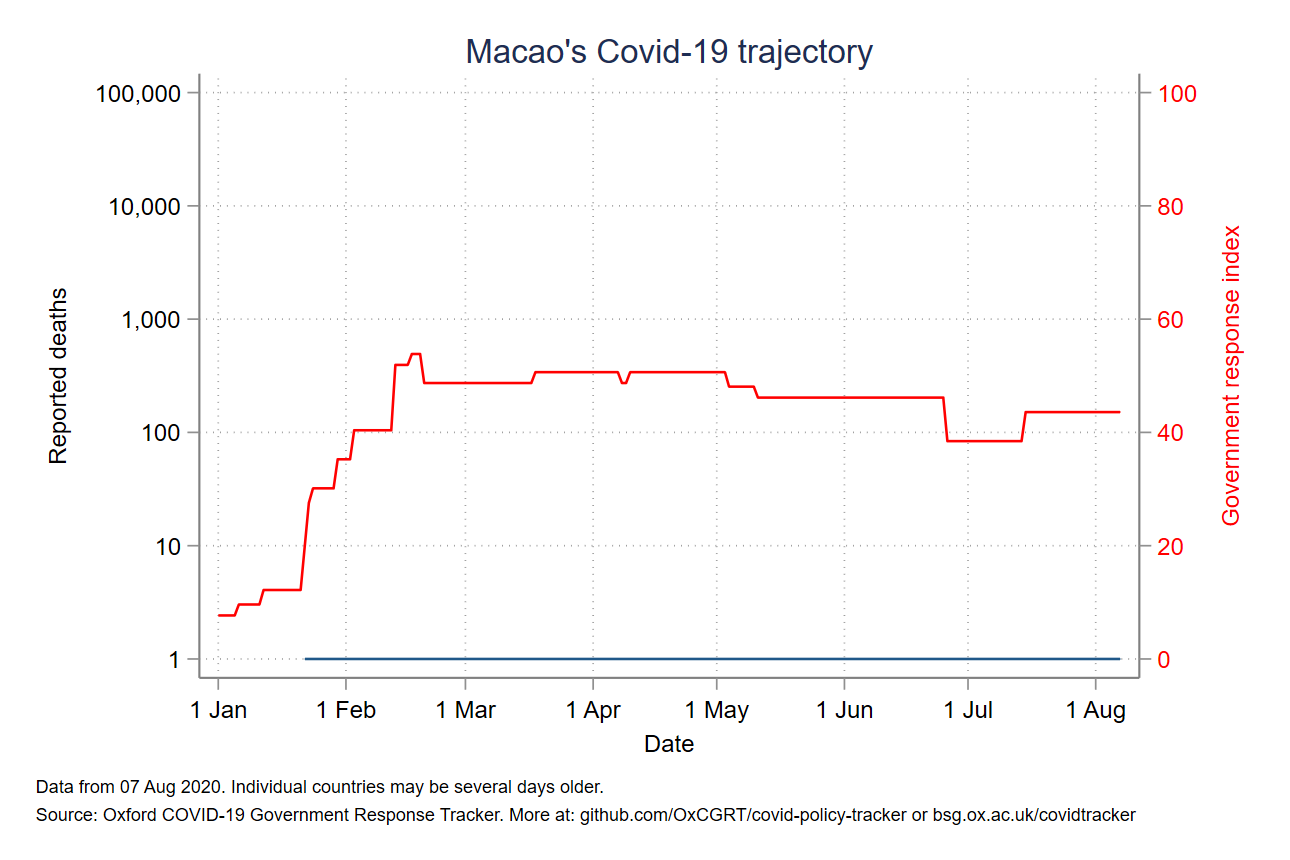 Macao's Covid-19 trajectory
100,000
10,000
1,000
100
10
1
Reported deaths
100
80
60
40
20
0
Government response index
1 Jan 1 Feb 1 Mar 1 Apr 1 May 1 Jun 1 Jul 1 Aug
Date
Data from 07 Aug 2020. Individual countries may be several days older.
Source: Oxford COVID-19 Government Response Tracker. More at: github.com/OxCGRT/covid-policy-tracker or bsg.ox.ac.uk/covidtracker